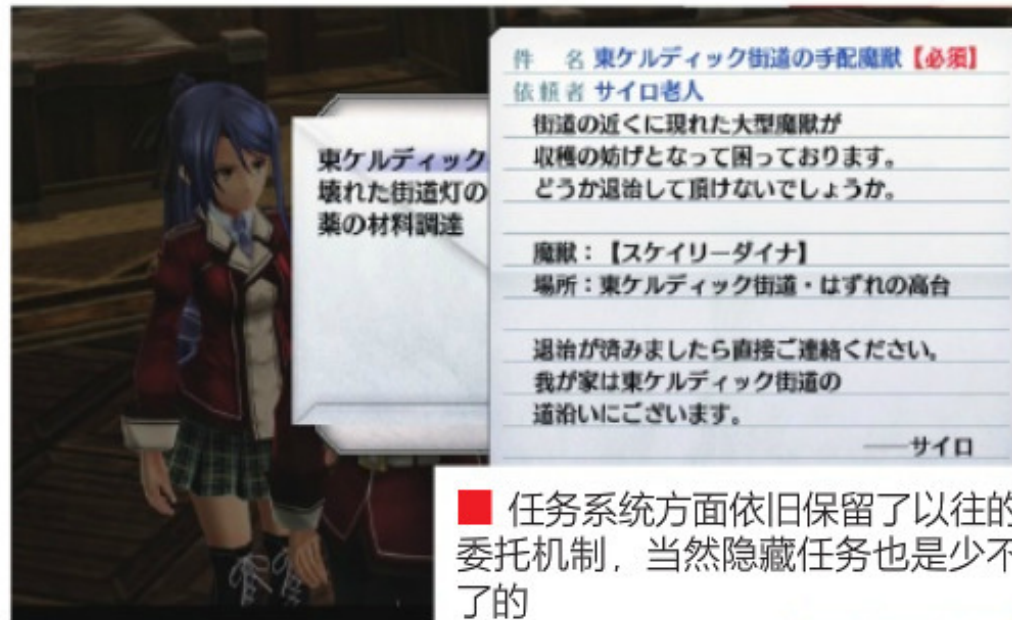 東ケルディック
壊れた街道灯の
薬の材料調達
件 名 東ケルディック街道の手配魔獣【必須】
依頼者 サイロ老人
街道の近くに現れた大型魔獣が
収穫の妨げとなって困っております。
どうか退治して頂けないでしょうか。
魔獣：【スケイリーダイナ】
場所：東ケルディック街道・はずれの高台
退治が済みましたら直接ご連絡ください。
我が家は東ケルディック街道の
道沿いにございます。
——サイロ
■ 任务系统方面依旧保留了以往的
委托机制，当然隐藏任务也是少不
了的